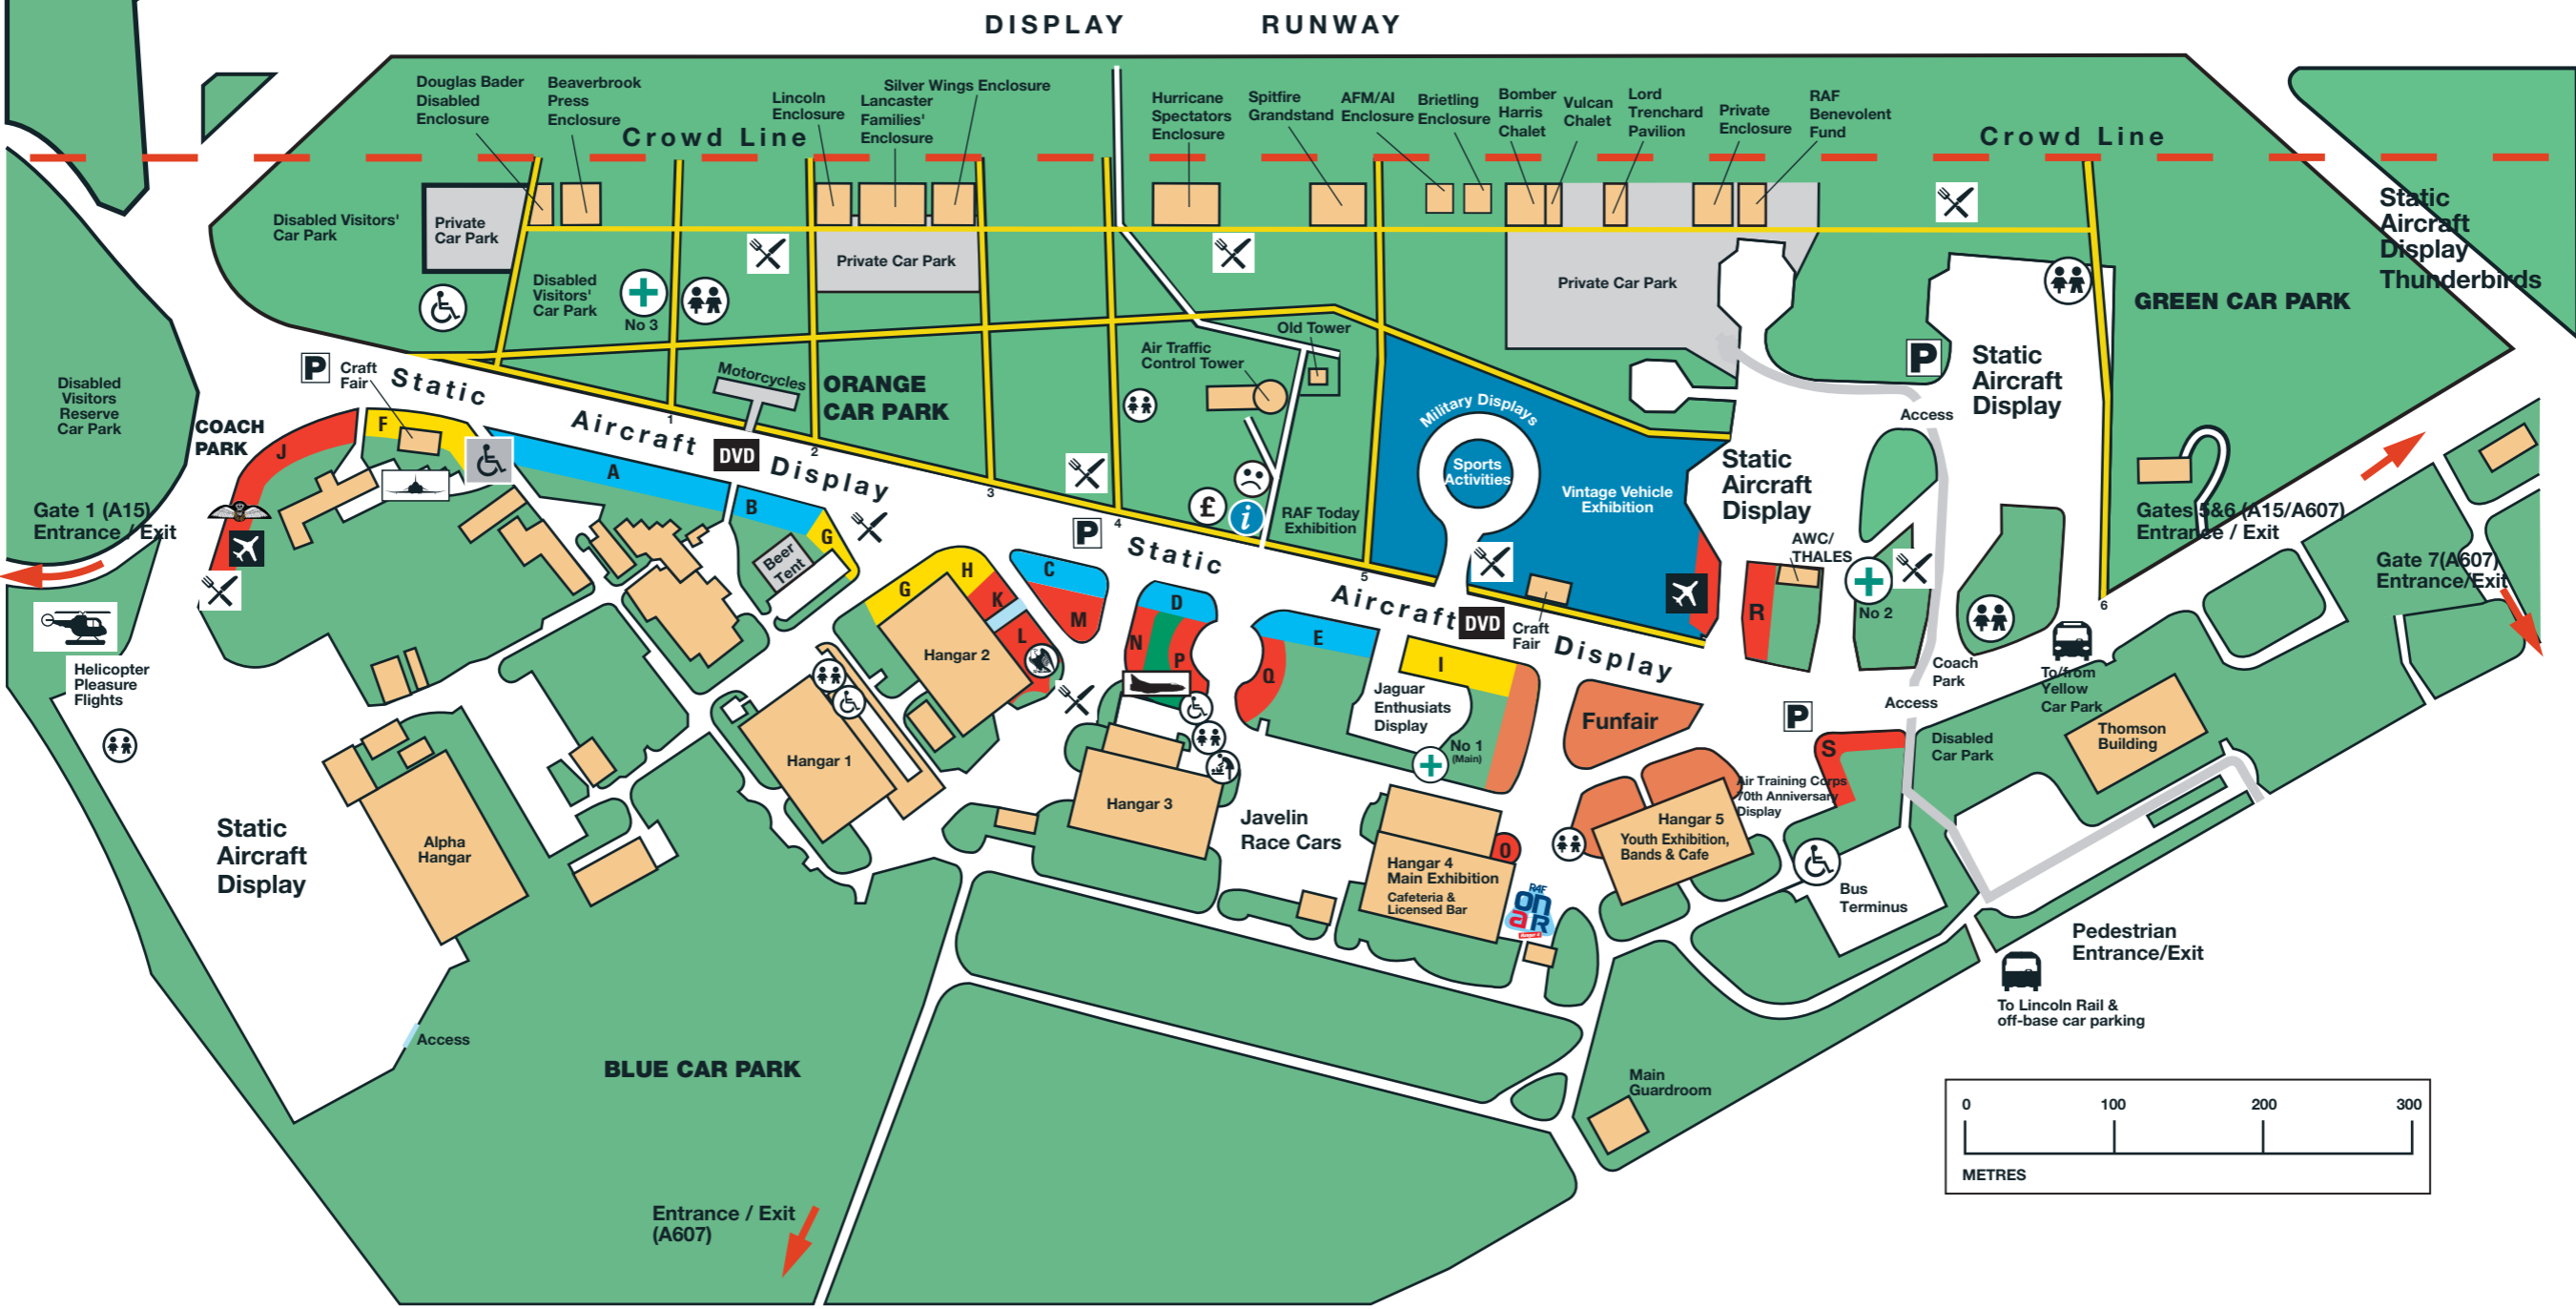 DISPLAY RUNWAY
Douglas Bader
Disabled
Enclosure
Beaverbrook
Press
Enclosure
Crowd Line
Lincoln
Enclosure
Silver Wings Enclosure
Lancaster
Families'
Enclosure
Hurricane
Spectators
Enclosure
Spitfire
Grandstand
AFM/AI
Enclosure
Brietling
Enclosure
Bomber
Harris
Chalet
Vulcan
Chalet
Lord
Trenchard
Pavilion
Private
Enclosure
RAF
Benevolent
Fund
Crowd Line
Static
Aircraft
Display
Thunderbirds
Disabled Visitors'
Car Park
Private
Car Park
Disabled
Visitors'
Car Park
No 3
Private Car Park
Private Car Park
GREEN CAR PARK
Old Tower
Air Traffic
Control Tower
P
Craft
Fair
Static
Aircraft
Display
Motorcycles
ORANGE
CAR PARK
1
2
3
4
5
6
DVD
Disabled
Visitors
Reserve
Car Park
COACH
PARK
J
F
A
B
G
Beer
Tent
Gate 1 (A15)
Entrance / Exit
Helicopter
Pleasure
Flights
£
i
RAF Today
Exhibition
Military Displays
Sports
Activities
Vintage Vehicle
Exhibition
P
Static
Aircraft
Display
P
Access
Static
Aircraft
Display
AWC/
THALES
R
No 2
Gates 5&6 (A15/A607)
Entrance / Exit
Gate 7(A607)
Entrance/Exit
Static
Aircraft
Display
DVD
Craft
Fair
G
H
K
L
C
M
D
N
P
Q
E
I
Hangar 2
Hangar 1
Hangar 3
Jaguar
Enthusiats
Display
No 1
(Main)
Funfair
P
Coach
Park
Access
To/from
Yellow
Car Park
Thomson
Building
S
Disabled
Car Park
Air Training Corps
70th Anniversary
Display
Hangar 5
Youth Exhibition,
Bands & Cafe
Javelin
Race Cars
Hangar 4
Main Exhibition
Cafeteria &
Licensed Bar
O
RAF
on
aiR
Bus
Terminus
Static
Aircraft
Display
Alpha
Hangar
Access
BLUE CAR PARK
Entrance / Exit
(A607)
Pedestrian
Entrance/Exit
To Lincoln Rail &
off-base car parking
Main
Guardroom
0 100 200 300
METRES